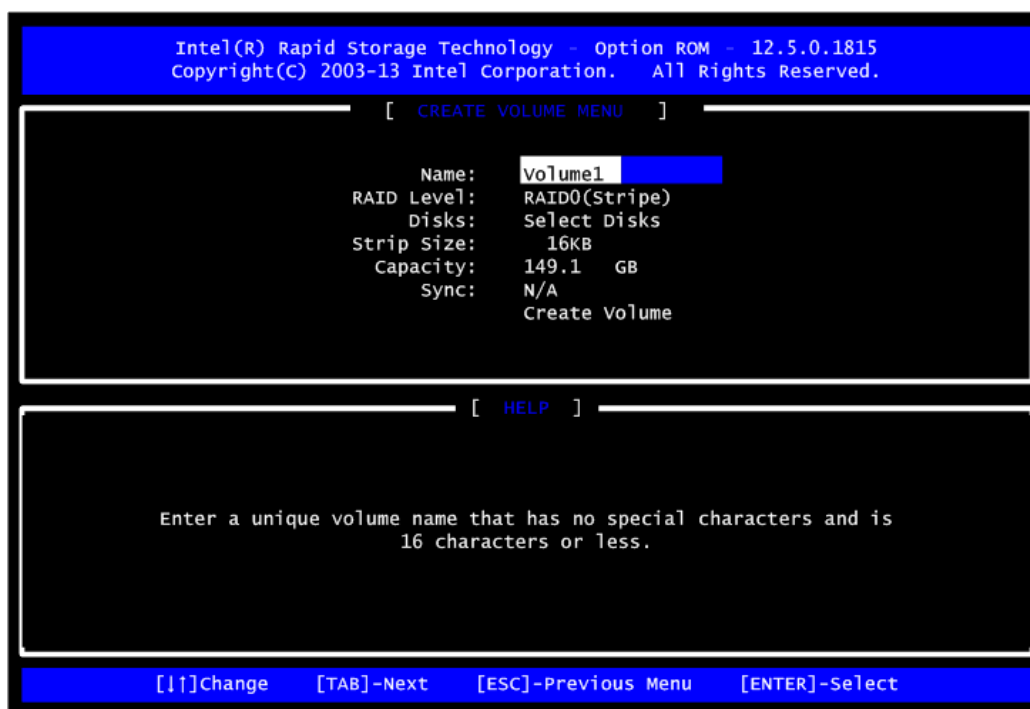 Intel(R) Rapid Storage Technology - Option ROM - 12.5.0.1815
Copyright(C) 2003-13 Intel Corporation. All Rights Reserved.
[ CREATE VOLUME MENU ]
Name: Volume1
RAID Level: RAID0(Stripe)
Disks: Select Disks
Strip Size: 16KB
Capacity: 149.1 GB
Sync: N/A
Create Volume
[ HELP ]
Enter a unique volume name that has no special characters and is
16 characters or less.
[↓↑]Change [TAB]-Next [ESC]-Previous Menu [ENTER]-Select